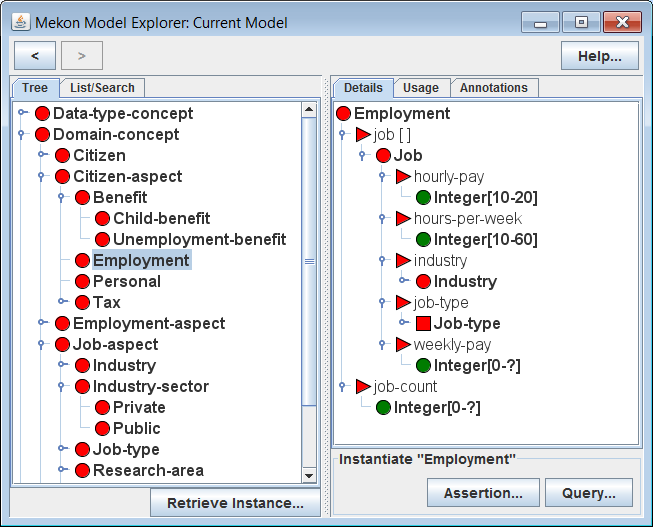 Mekon Model Explorer: Current Model
< > Help...
Tree List/Search
Data-type-concept
Domain-concept
Citizen
Citizen-aspect
Benefit
Child-benefit
Unemployment-benefit
Employment
Personal
Tax
Employment-aspect
Job-aspect
Industry
Industry-sector
Private
Public
Job-type
Research-area
Retrieve Instance...
Details Usage Annotations
Employment
job [ ]
Job
hourly-pay
Integer[10-20]
hours-per-week
Integer[10-60]
industry
Industry
job-type
Job-type
weekly-pay
Integer[0-?]
job-count
Integer[0-?]
Instantiate "Employment"
Assertion... Query...